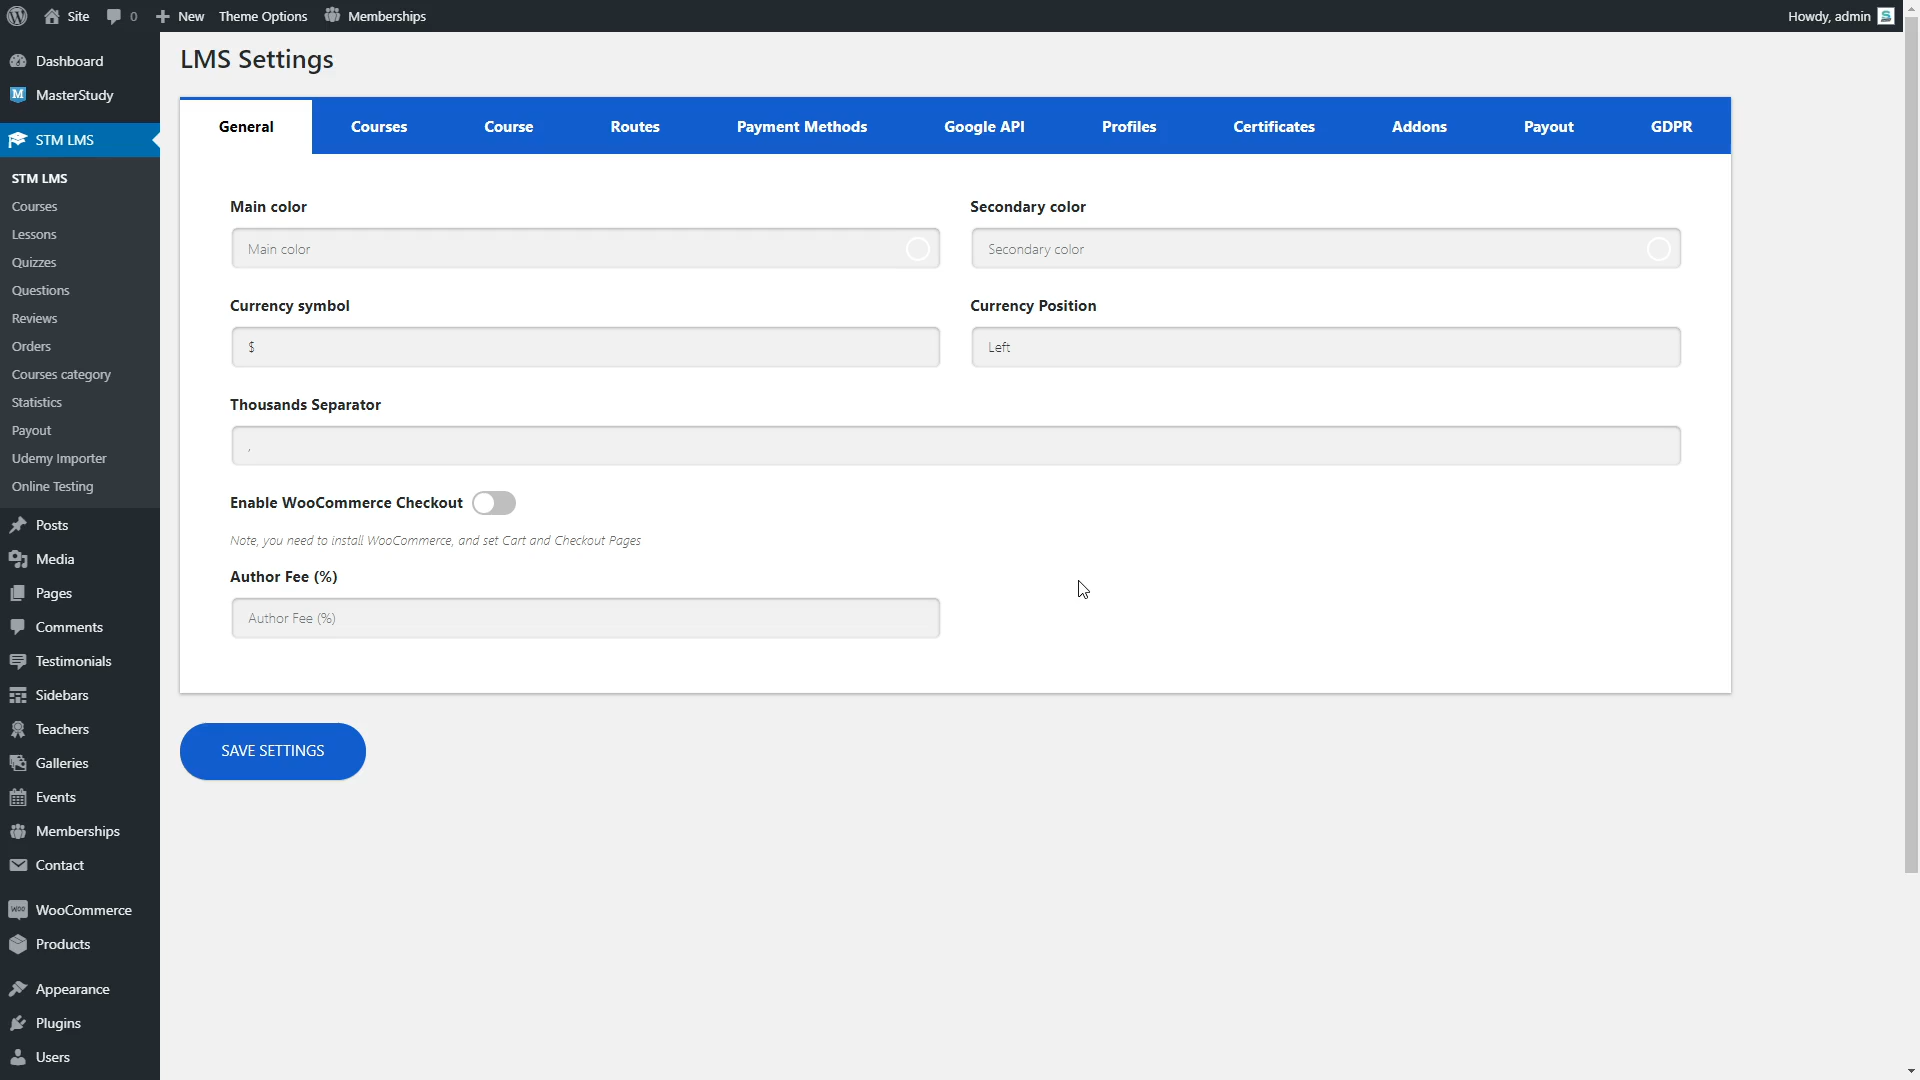 Site
0
New
Theme Options
Memberships
Howdy, admin
Dashboard
MasterStudy
STM LMS
STM LMS
Courses
Lessons
Quizzes
Questions
Reviews
Orders
Courses category
Statistics
Payout
Udemy Importer
Online Testing
Posts
Media
Pages
Comments
Testimonials
Sidebars
Teachers
Galleries
Events
Memberships
Contact
WooCommerce
Products
Appearance
Plugins
Users
LMS Settings
General
Courses
Course
Routes
Payment Methods
Google API
Profiles
Certificates
Addons
Payout
GDPR
Main color
Main color
Secondary color
Secondary color
Currency symbol
$
Currency Position
Left
Thousands Separator
,
Enable WooCommerce Checkout
Note, you need to install WooCommerce, and set Cart and Checkout Pages
Author Fee (%)
Author Fee (%)
SAVE SETTINGS